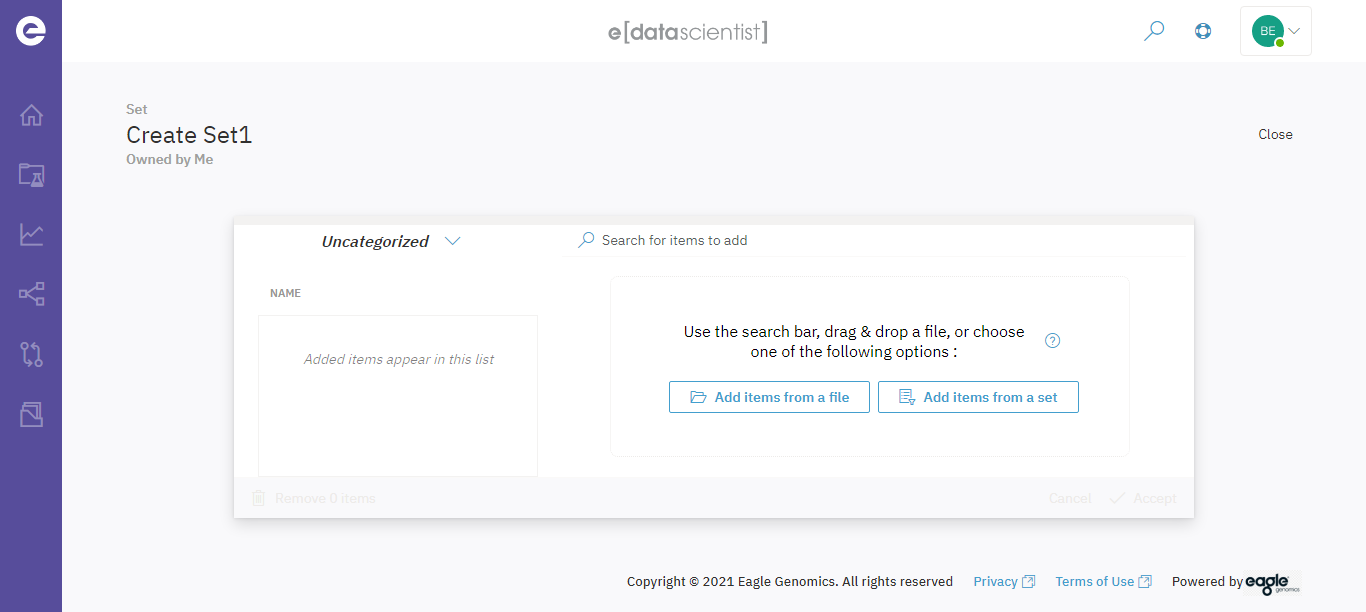 e[datascientist]
BE
Set
Create Set1
Owned by Me
Close
Uncategorized
Search for items to add
NAME
Added items appear in this list
Use the search bar, drag & drop a file, or choose
one of the following options :
?
Add items from a file
Add items from a set
Remove 0 items
Cancel
Accept
Copyright © 2021 Eagle Genomics. All rights reserved
Privacy
Terms of Use
Powered by eagle genomics